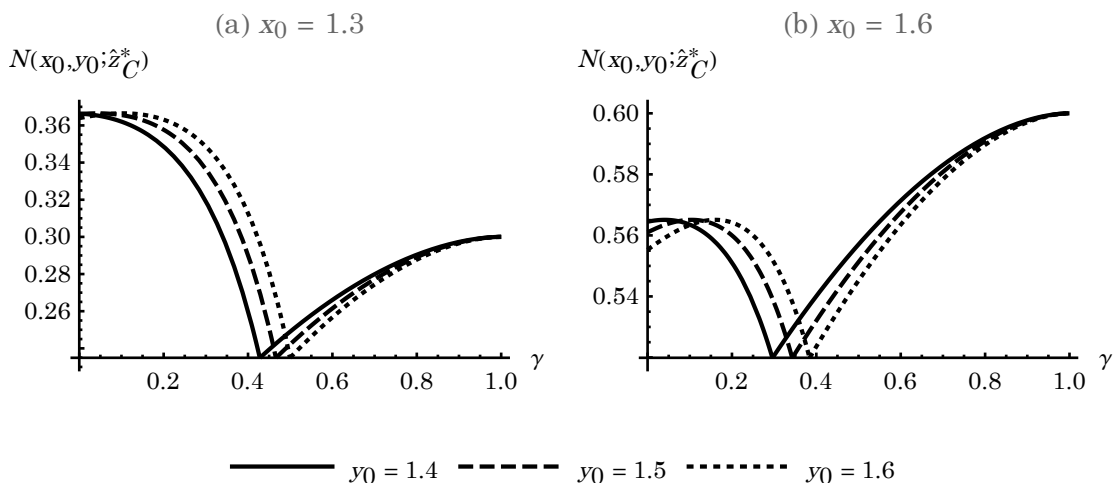 (a) x₀ = 1.3
N(x₀,y₀;ẑ*_C)
0.36
0.34
0.32
0.30
0.28
0.26
0.2 0.4 0.6 0.8 1.0 γ
(b) x₀ = 1.6
N(x₀,y₀;ẑ*_C)
0.60
0.58
0.56
0.54
0.2 0.4 0.6 0.8 1.0 γ
y₀ = 1.4 y₀ = 1.5 y₀ = 1.6